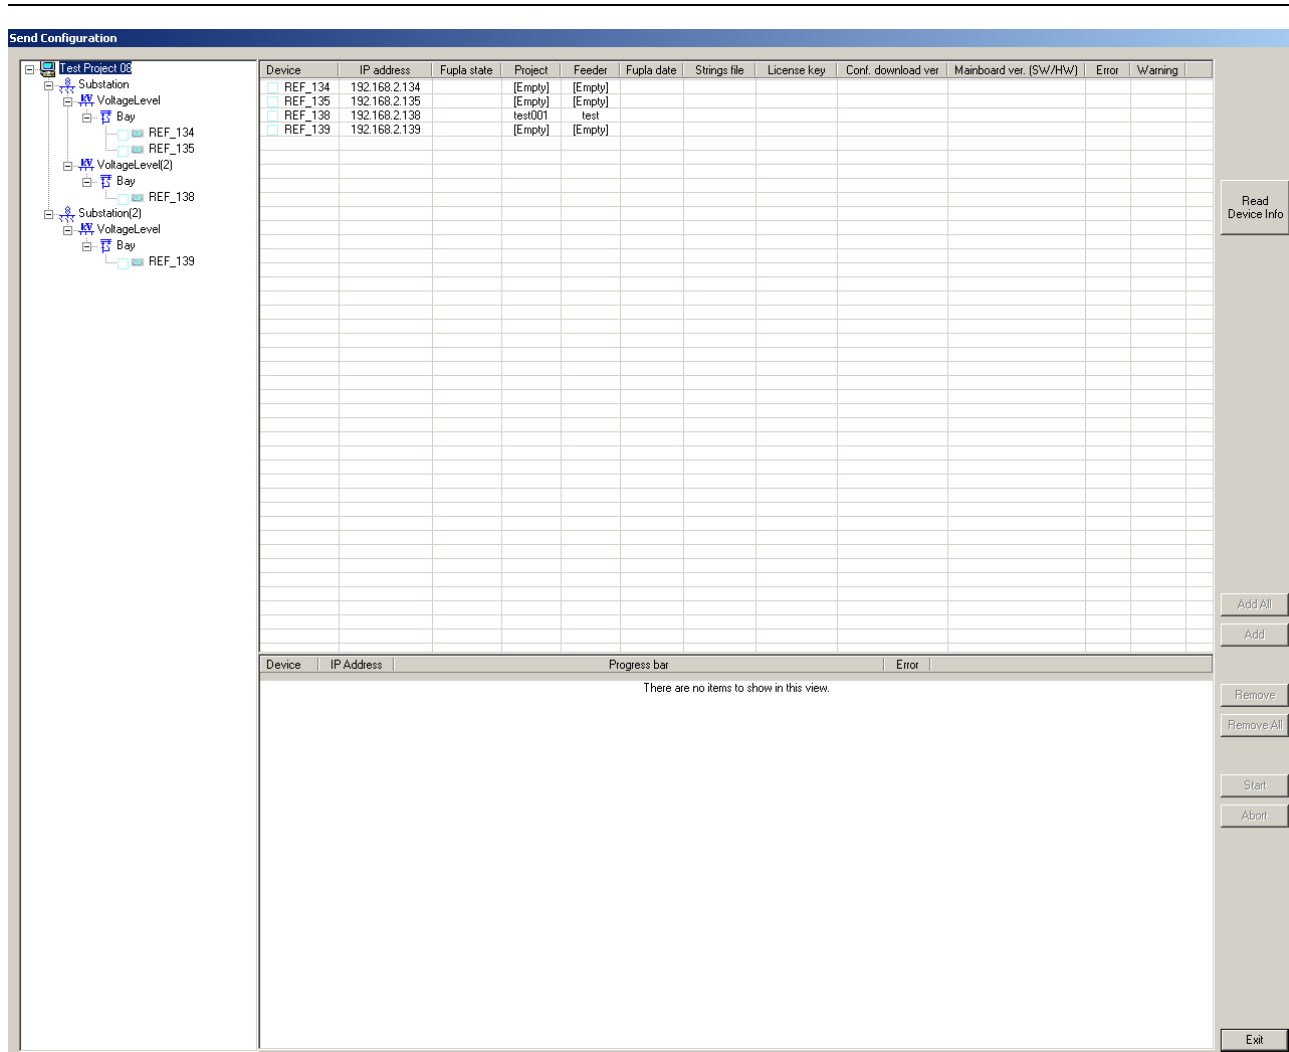 Send Configuration
Test Project 08
Substation
VoltageLevel
Bay
REF_134
REF_135
VoltageLevel(2)
Bay
REF_138
Substation(2)
VoltageLevel
Bay
REF_139
Device IP address Fupla state Project Feeder Fupla date Strings file License key Conf. download ver Mainboard ver. (SW/HW) Error Warning
REF_134 192.168.2.134 [Empty] [Empty]
REF_135 192.168.2.135 [Empty] [Empty]
REF_138 192.168.2.138 test001 test
REF_139 192.168.2.139 [Empty] [Empty]
Device IP Address Progress bar Error
There are no items to show in this view.
Read
Device Info
Add All
Add
Remove
Remove All
Start
Abort
Exit